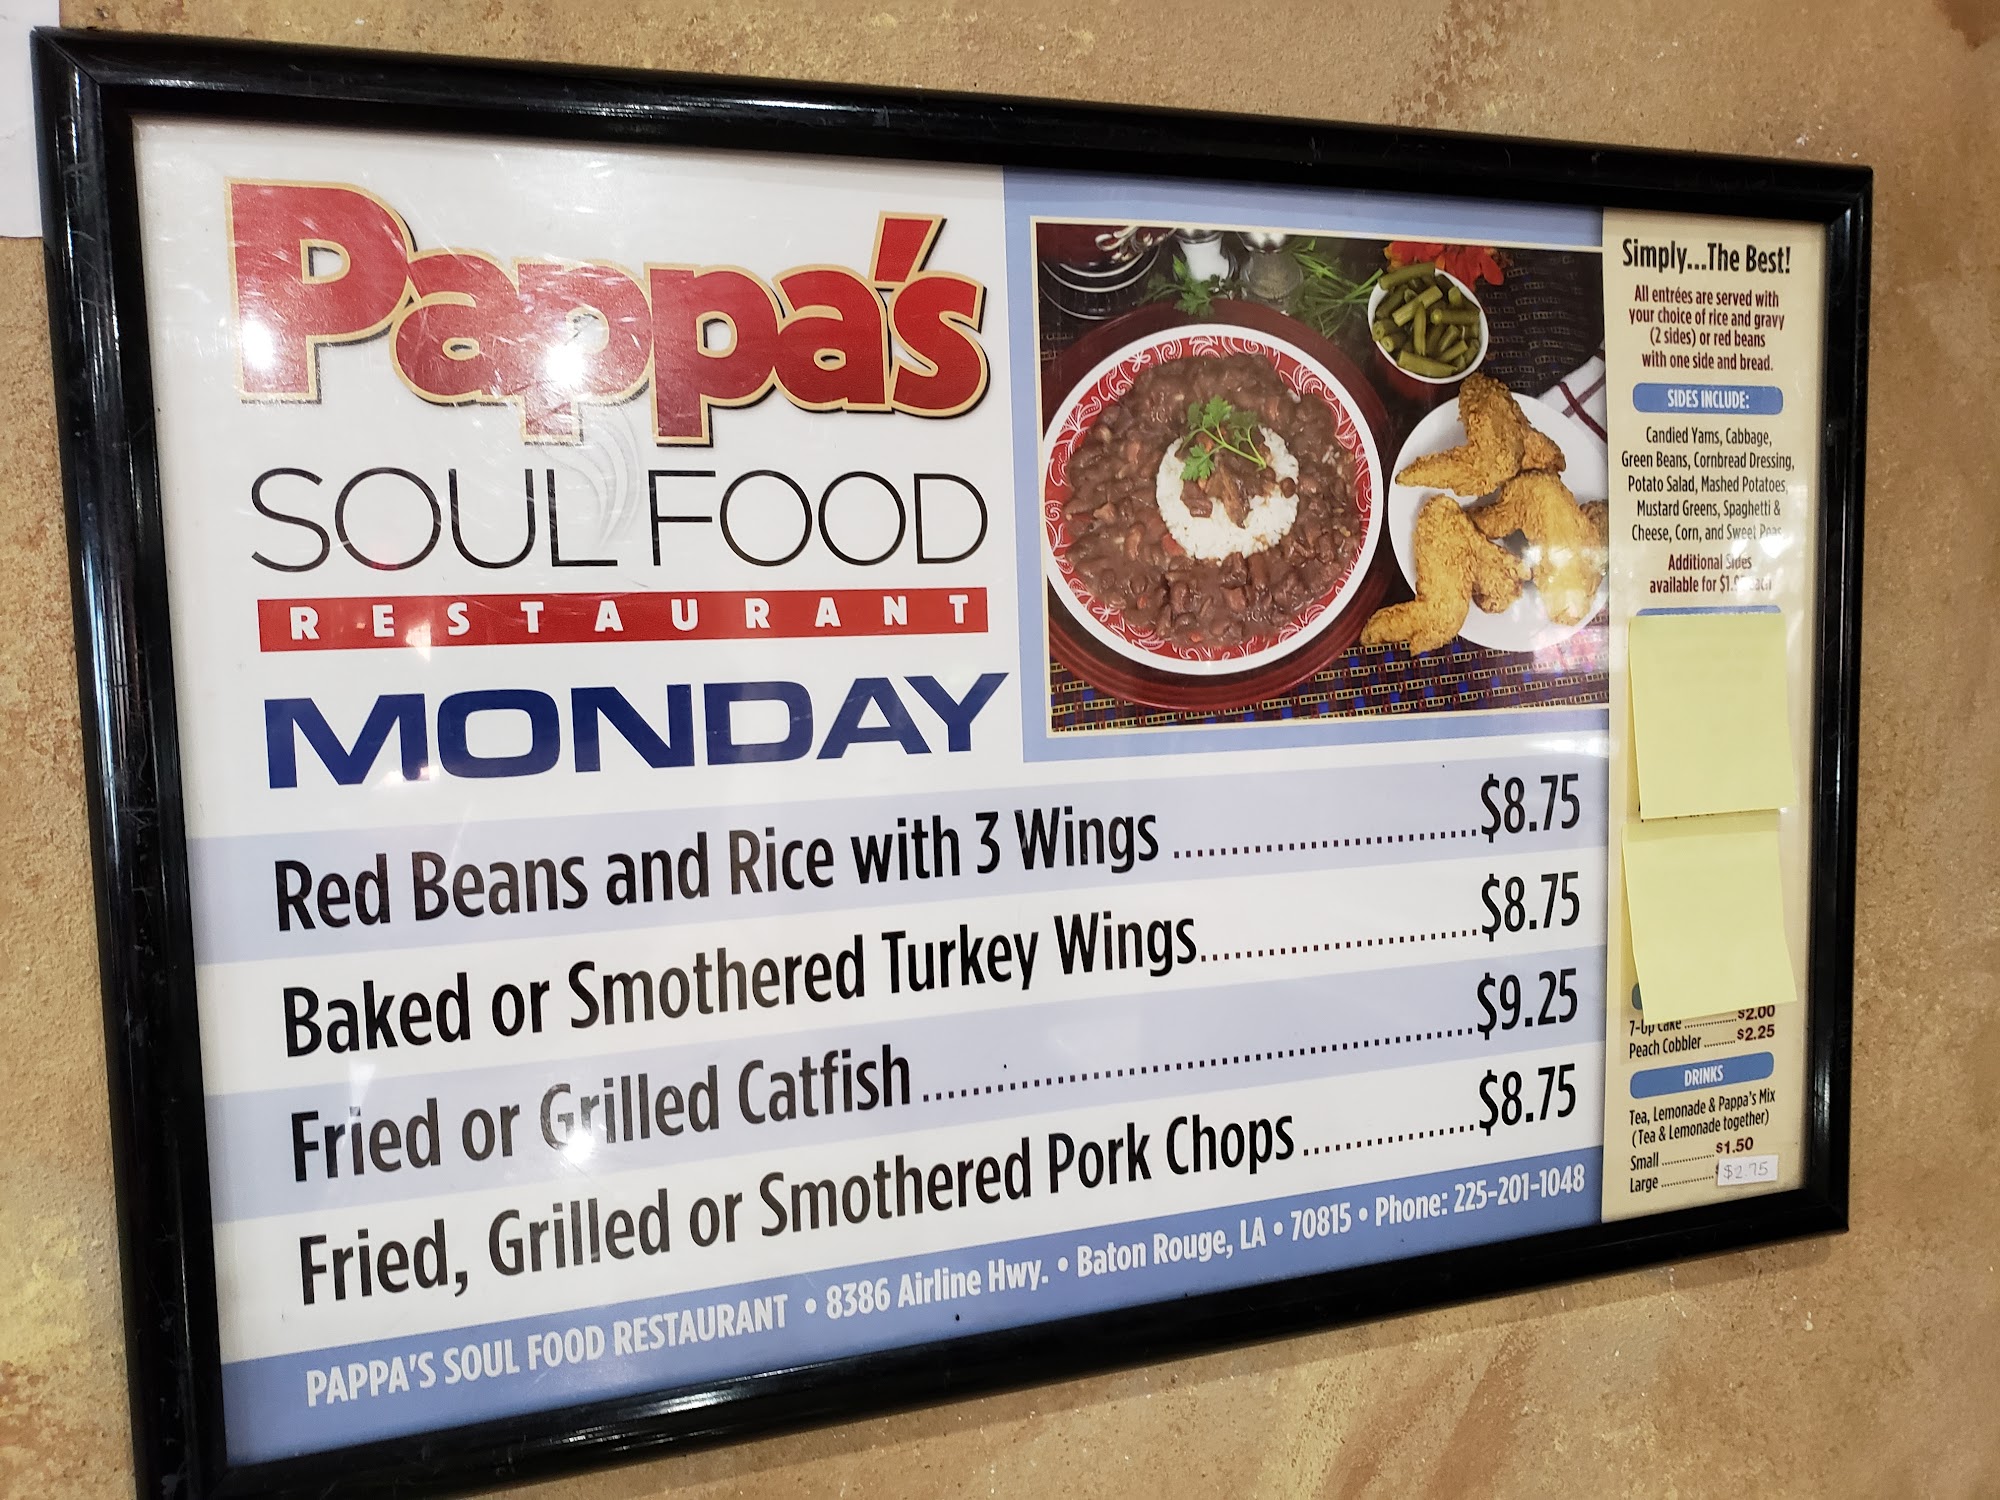 Pappa's
SOUL FOOD
RESTAURANT
MONDAY
Red Beans and Rice with 3 Wings ........................... $8.75
Baked or Smothered Turkey Wings ........................ $8.75
Fried or Grilled Catfish ................................................ $9.25
Fried, Grilled or Smothered Pork Chops ............... $8.75
PAPPA'S SOUL FOOD RESTAURANT • 8386 Airline Hwy. • Baton Rouge, LA • 70815 • Phone: 225-201-1048
Simply...The Best!
All entrées are served with
your choice of rice and gravy
(2 sides) or red beans
with one side and bread.
SIDES INCLUDE:
Candied Yams, Cabbage,
Green Beans, Cornbread Dressing,
Potato Salad, Mashed Potatoes,
Mustard Greens, Spaghetti &
Cheese, Corn, and Sweet Peas
Additional Sides
available for
7-Up Cake ............... $2.00
Peach Cobbler ......... $2.25
DRINKS
Tea, Lemonade & Pappa's Mix
(Tea & Lemonade together)
Small ............... $1.50
Large ............... $2.75